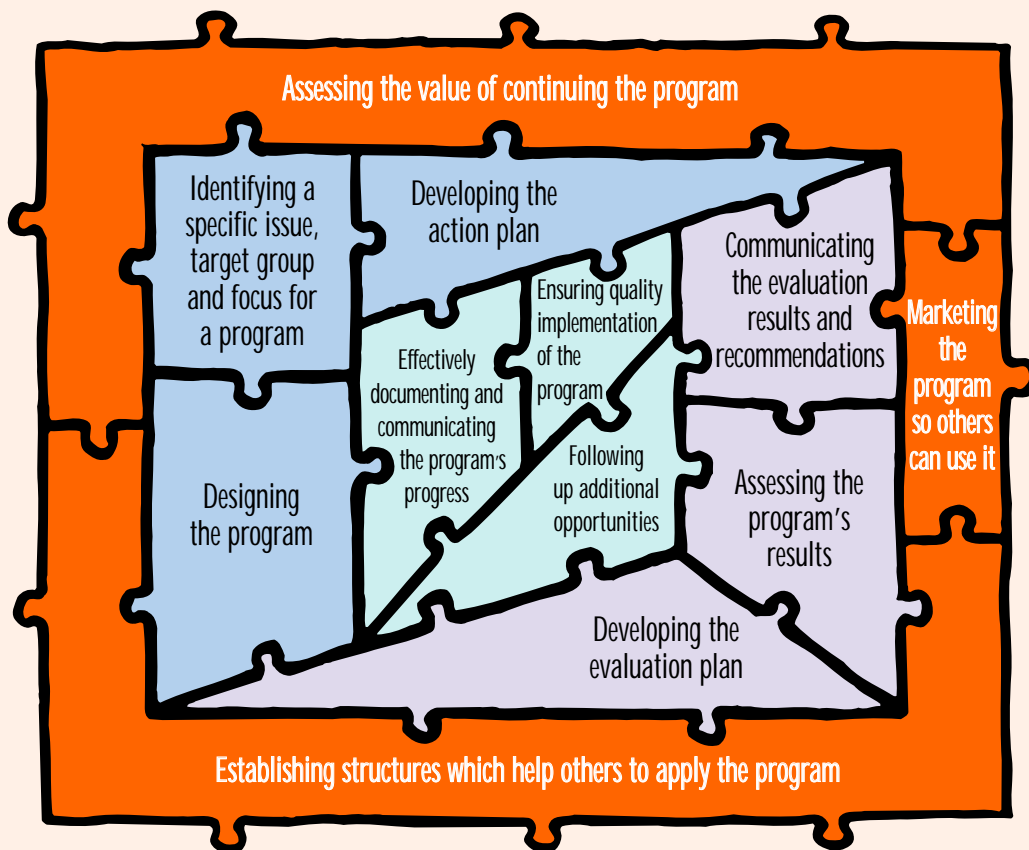 Assessing the value of continuing the program
Identifying a
specific issue,
target group
and focus for
a program
Developing the
action plan
Communicating
the evaluation
results and
recommendations
Ensuring quality
implementation
of the
program
Effectively
documenting and
communicating
the program's
progress
Marketing
the
program
so others
can use it
Designing
the program
Following
up additional
opportunities
Assessing the
program's
results
Developing the
evaluation plan
Establishing structures which help others to apply the program